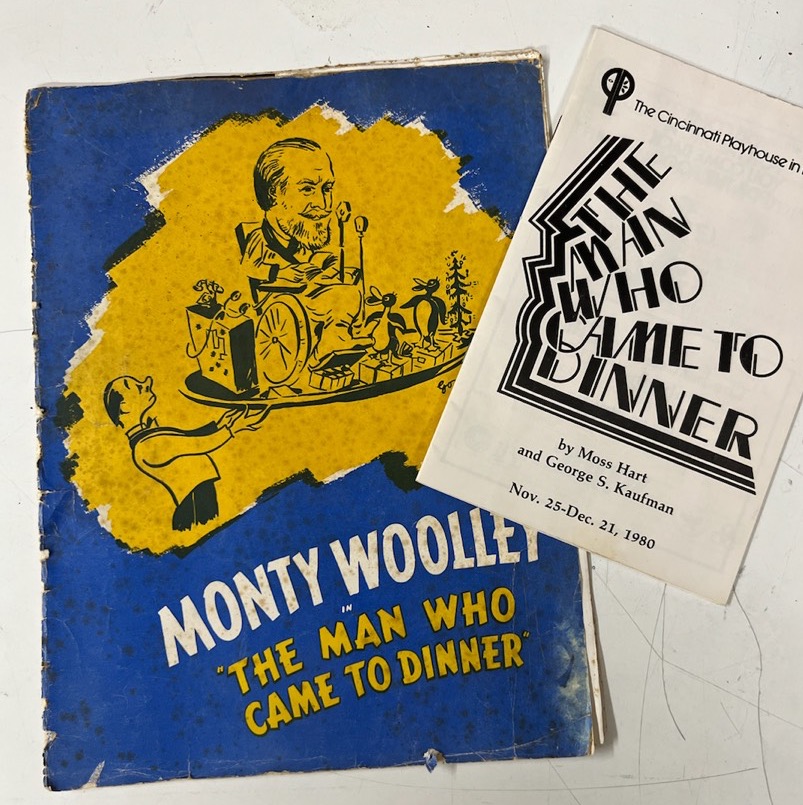 MONTY WOOLLEY
IN
"THE MAN WHO
CAME TO DINNER"
The Cincinnati Playhouse in
THE
MAN
WHO
CAME TO
DINNER
by Moss Hart
and George S. Kaufman
Nov. 25-Dec. 21, 1980